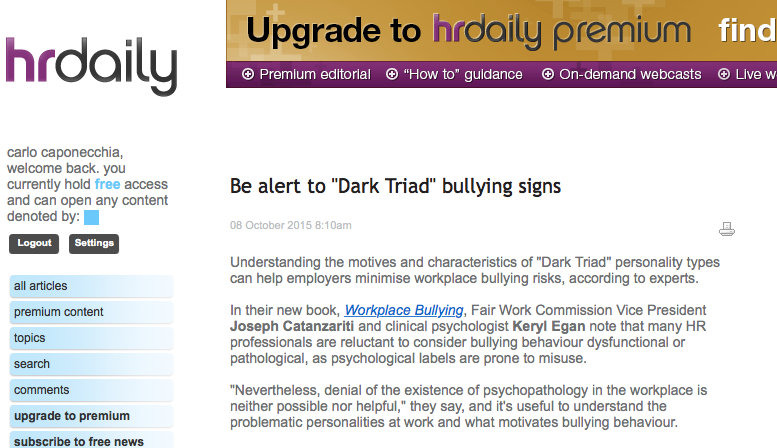 Upgrade to hrdaily premium find
Premium editorial "How to" guidance On-demand webcasts Live w
hrdaily
carlo caponecchia,
welcome back. you
currently hold free access
and can open any content
denoted by:
Logout Settings
all articles
premium content
topics
search
comments
upgrade to premium
subscribe to free news
Be alert to "Dark Triad" bullying signs
08 October 2015 8:10am
Understanding the motives and characteristics of "Dark Triad" personality types
can help employers minimise workplace bullying risks, according to experts.
In their new book, Workplace Bullying, Fair Work Commission Vice President
Joseph Catanzariti and clinical psychologist Keryl Egan note that many HR
professionals are reluctant to consider bullying behaviour dysfunctional or
pathological, as psychological labels are prone to misuse.
"Nevertheless, denial of the existence of psychopathology in the workplace is
neither possible nor helpful," they say, and it's useful to understand the
problematic personalities at work and what motivates bullying behaviour.